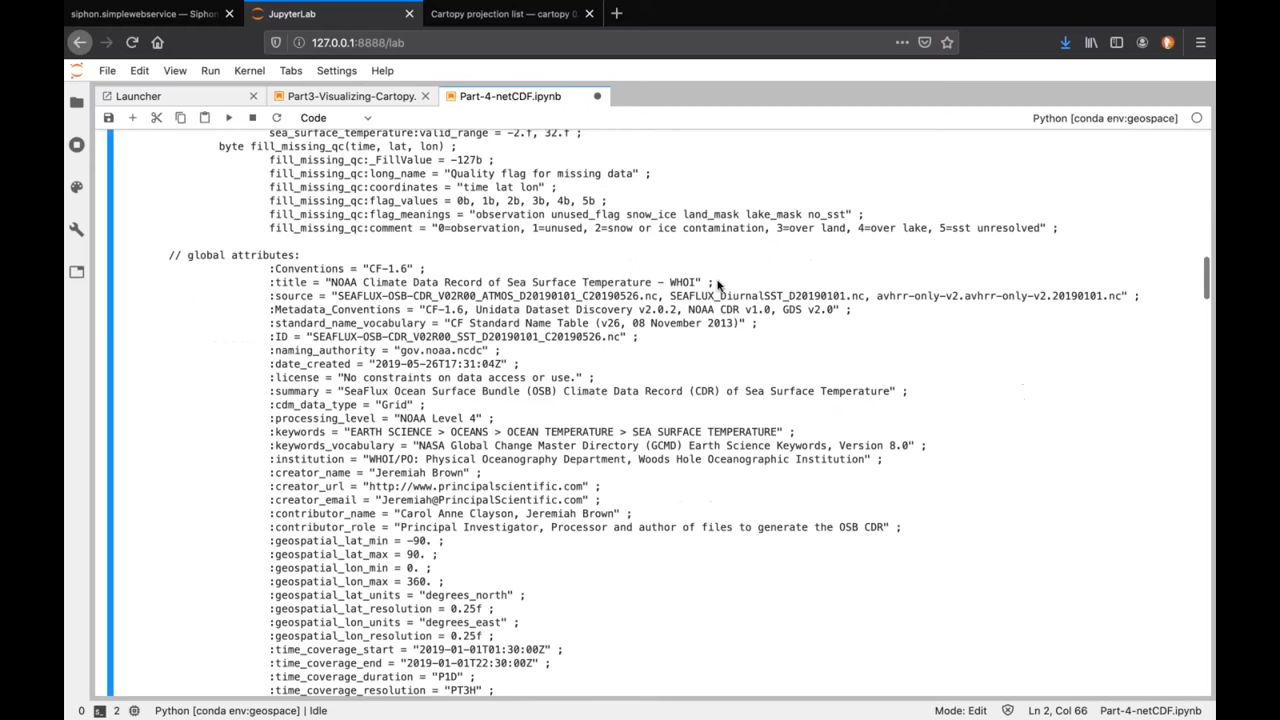 siphon.simplewebservice — Siphon
JupyterLab
Cartopy projection list — cartopy 0
127.0.0.1:8888/lab
File Edit View Run Kernel Tabs Settings Help
Launcher
Part3-Visualizing-Cartopy.
Part-4-netCDF.ipynb
Code
Python [conda env:geospace]
sea_surface_temperature:valid_range = -2.f, 32.f ;
byte fill_missing_qc(time, lat, lon) ;
fill_missing_qc:_FillValue = -127b ;
fill_missing_qc:long_name = "Quality flag for missing data" ;
fill_missing_qc:coordinates = "time lat lon" ;
fill_missing_qc:flag_values = 0b, 1b, 2b, 3b, 4b, 5b ;
fill_missing_qc:flag_meanings = "observation unused_flag snow_ice land_mask lake_mask no_sst" ;
fill_missing_qc:comment = "0=observation, 1=unused, 2=snow or ice contamination, 3=over land, 4=over lake, 5=sst unresolved" ;
// global attributes:
:Conventions = "CF-1.6" ;
:title = "NOAA Climate Data Record of Sea Surface Temperature - WHOI" ;
:source = "SEAFLUX-OSB-CDR_V02R00_ATMOS_D20190101_C20190526.nc, SEAFLUX_DiurnalSST_D20190101.nc, avhrr-only-v2.avhrr-only-v2.20190101.nc" ;
:Metadata_Conventions = "CF-1.6, Unidata Dataset Discovery v2.0.2, NOAA CDR v1.0, GDS v2.0" ;
:standard_name_vocabulary = "CF Standard Name Table (v26, 08 November 2013)" ;
:ID = "SEAFLUX-OSB-CDR_V02R00_SST_D20190101_C20190526.nc" ;
:naming_authority = "gov.noaa.ncdc" ;
:date_created = "2019-05-26T17:31:04Z" ;
:license = "No constraints on data access or use." ;
:summary = "SeaFlux Ocean Surface Bundle (OSB) Climate Data Record (CDR) of Sea Surface Temperature" ;
:cdm_data_type = "Grid" ;
:processing_level = "NOAA Level 4" ;
:keywords = "EARTH SCIENCE > OCEANS > OCEAN TEMPERATURE > SEA SURFACE TEMPERATURE" ;
:keywords_vocabulary = "NASA Global Change Master Directory (GCMD) Earth Science Keywords, Version 8.0" ;
:institution = "WHOI/PO: Physical Oceanography Department, Woods Hole Oceanographic Institution" ;
:creator_name = "Jeremiah Brown" ;
:creator_url = "http://www.principalscientific.com" ;
:creator_email = "Jeremiah@PrincipalScientific.com" ;
:contributor_name = "Carol Anne Clayson, Jeremiah Brown" ;
:contributor_role = "Principal Investigator, Processor and author of files to generate the OSB CDR" ;
:geospatial_lat_min = -90. ;
:geospatial_lat_max = 90. ;
:geospatial_lon_min = 0. ;
:geospatial_lon_max = 360. ;
:geospatial_lat_units = "degrees_north" ;
:geospatial_lat_resolution = 0.25f ;
:geospatial_lon_units = "degrees_east" ;
:geospatial_lon_resolution = 0.25f ;
:time_coverage_start = "2019-01-01T01:30:00Z" ;
:time_coverage_end = "2019-01-01T22:30:00Z" ;
:time_coverage_duration = "P1D" ;
:time_coverage_resolution = "PT3H" ;
0 2 Python [conda env:geospace] | Idle Mode: Edit Ln 2, Col 66 Part-4-netCDF.ipynb